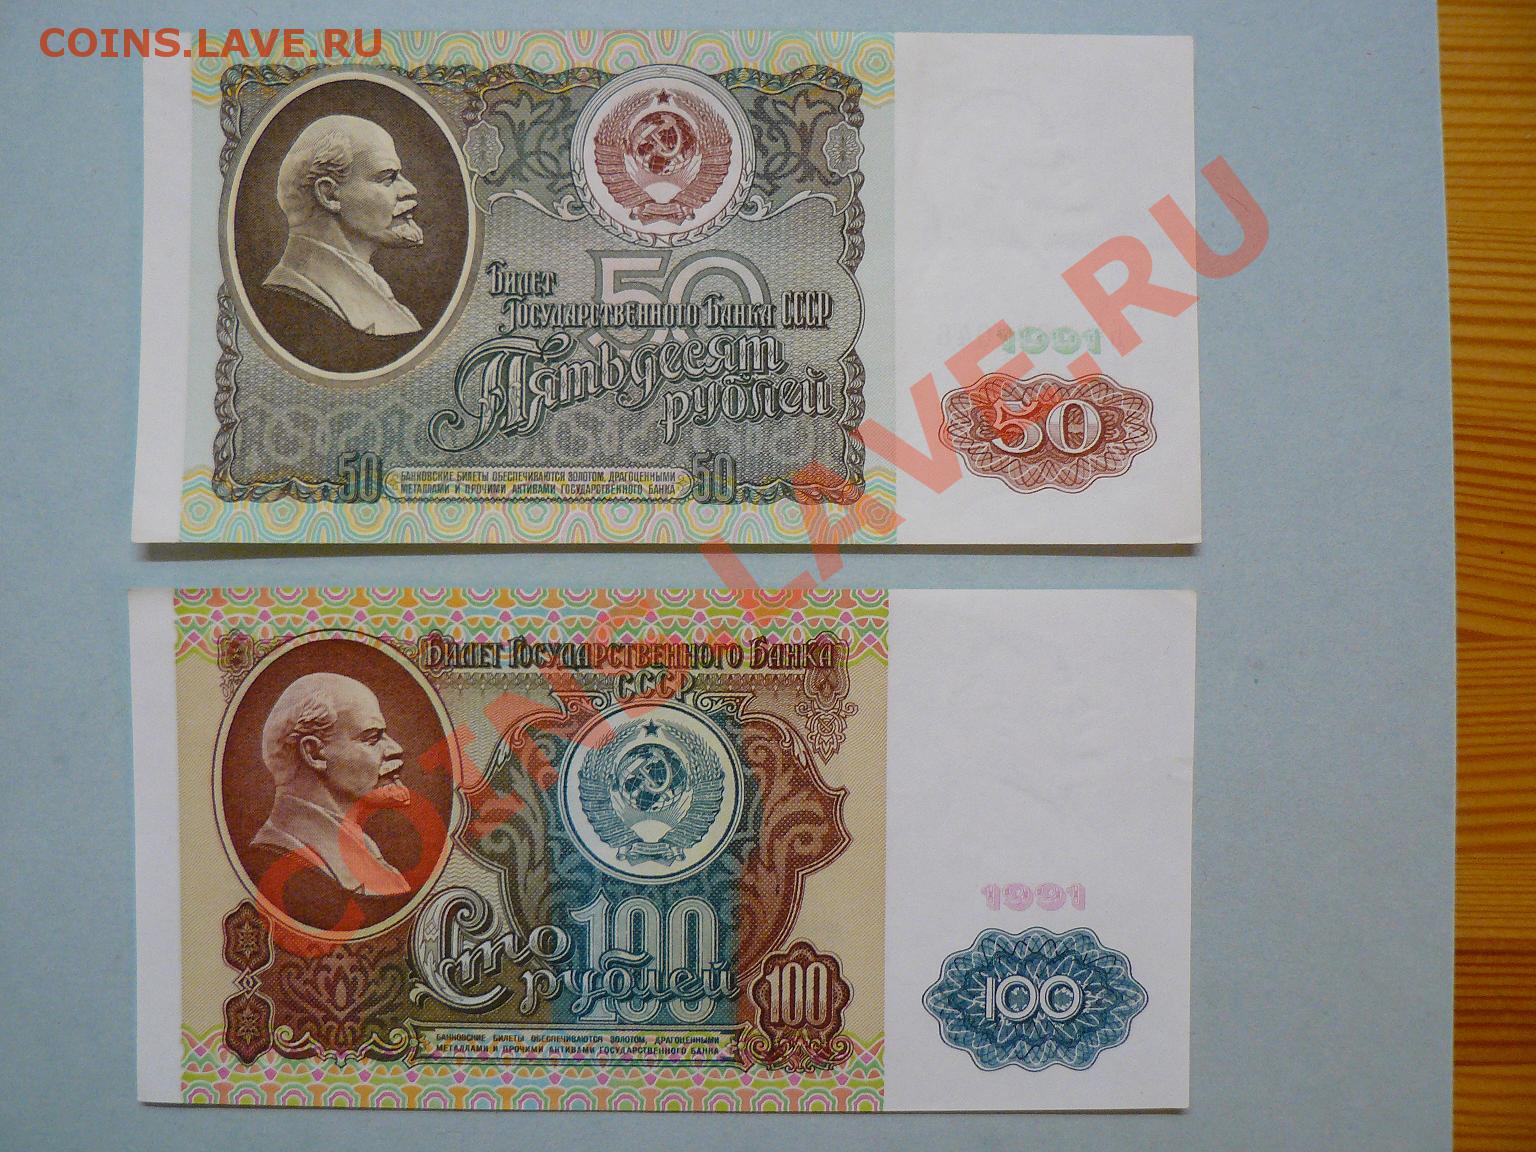 COINS.LAVE.RU
50
Билет
Государственного Банка СССР
Пятьдесят
рублей
1991
50
50
БАНКОВСКИЕ БИЛЕТЫ ОБЕСПЕЧИВАЮТСЯ ЗОЛОТОМ, ДРАГОЦЕННЫМИ
МЕТАЛЛАМИ И ПРОЧИМИ АКТИВАМИ ГОСУДАРСТВЕННОГО БАНКА
50
COINS.LAVE.RU
Билет Государственного Банка
СССР
1991
100
Сто
рублей
100
100
БАНКОВСКИЕ БИЛЕТЫ ОБЕСПЕЧИВАЮТСЯ ЗОЛОТОМ, ДРАГОЦЕННЫМИ
МЕТАЛЛАМИ И ПРОЧИМИ АКТИВАМИ ГОСУДАРСТВЕННОГО БАНКА